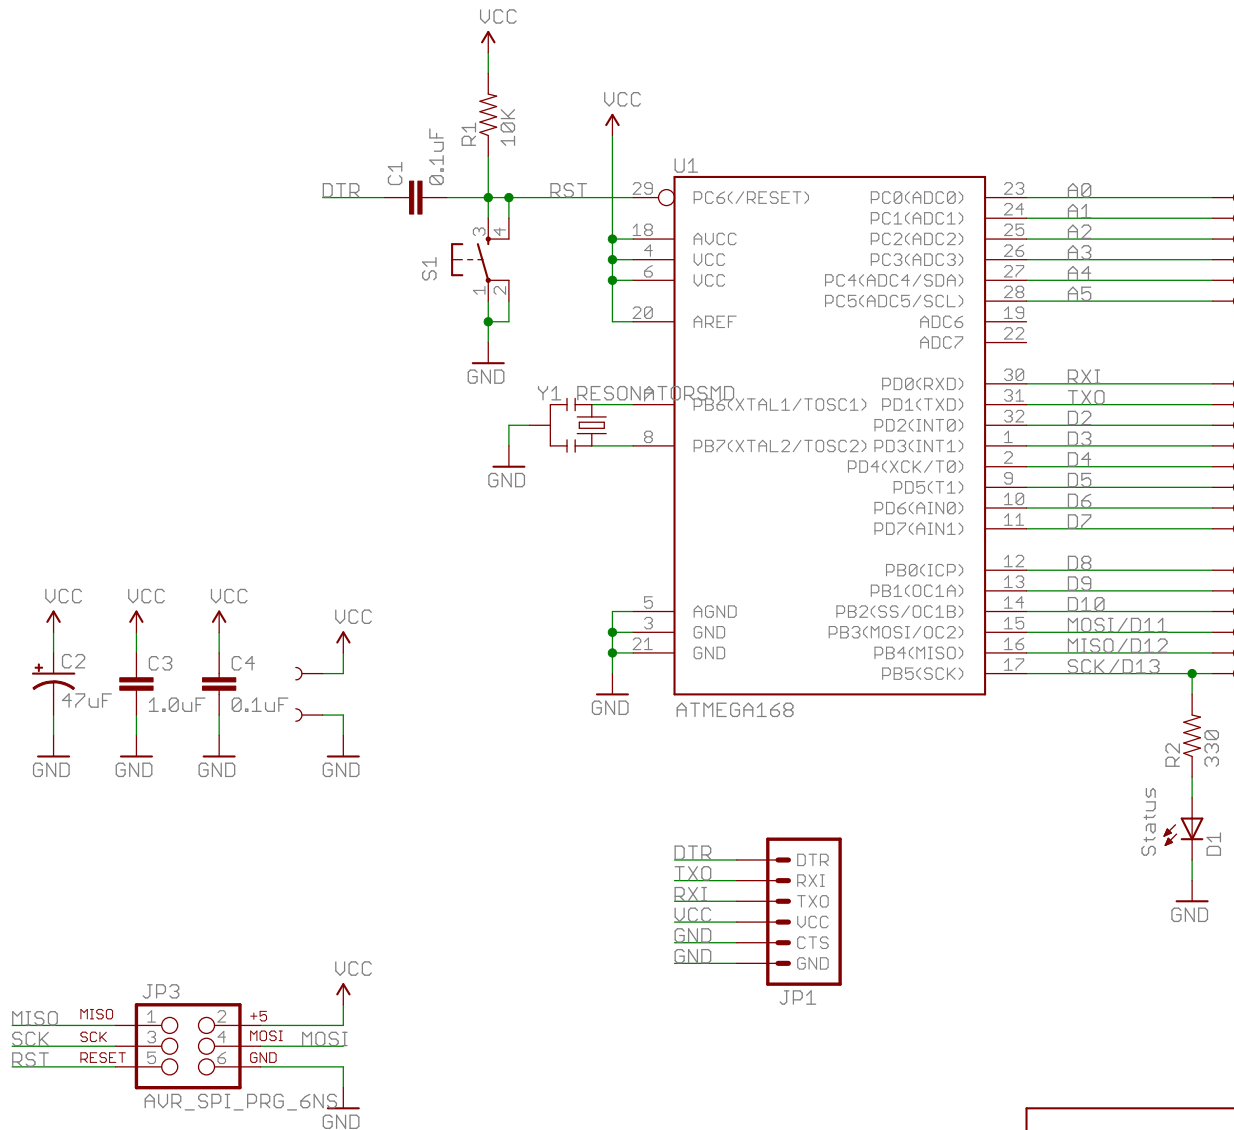 VCC
R1
10K
VCC
C1
0.1uF
DTR
RST
U1
29
PC6(/RESET)
PC0(ADC0)
23
A0
PC1(ADC1)
24
A1
18
AVCC
PC2(ADC2)
25
A2
4
VCC
PC3(ADC3)
26
A3
6
VCC
PC4(ADC4/SDA)
27
A4
PC5(ADC5/SCL)
28
A5
20
AREF
ADC6
19
ADC7
22
S1
3
4
1
2
GND
Y1 RESONATORSMD
PD0(RXD)
30
RXI
7
PB6(XTAL1/TOSC1)
PD1(TXD)
31
TXO
PD2(INT0)
32
D2
8
PB7(XTAL2/TOSC2)
PD3(INT1)
1
D3
PD4(XCK/T0)
2
D4
PD5(T1)
9
D5
PD6(AIN0)
10
D6
PD7(AIN1)
11
D7
GND
PB0(ICP)
12
D8
PB1(OC1A)
13
D9
5
AGND
PB2(SS/OC1B)
14
D10
3
GND
PB3(MOSI/OC2)
15
MOSI/D11
21
GND
PB4(MISO)
16
MISO/D12
PB5(SCK)
17
SCK/D13
GND
ATMEGA168
VCC
VCC
VCC
VCC
+
C2
47uF
C3
1.0uF
C4
0.1uF
GND
GND
GND
GND
R2
330
Status
D1
GND
DTR
DTR
TXO
RXI
RXI
TXO
VCC
VCC
GND
CTS
GND
GND
JP1
VCC
JP3
MISO
MISO
1
2
+5
SCK
SCK
3
4
MOSI
MOSI
RST
RESET
5
6
GND
AVR_SPI_PRG_6NS
GND